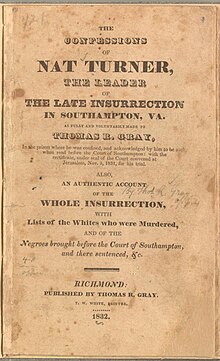 THE
CONFESSIONS
OF
NAT TURNER,
THE LEADER
OF
THE LATE INSURRECTION
IN SOUTHAMPTON, VA.
AS FULLY AND VOLUNTARILY MADE TO
THOMAS R. GRAY,
In the prison where he was confined, and acknowledged by him to be such
when read before the Court of Southampton: with the
certificate, under seal of the Court convened at
Jerusalem, Nov. 5, 1831, for his trial.
ALSO,
AN AUTHENTIC ACCOUNT
OF THE
WHOLE INSURRECTION,
WITH
Lists of the Whites who were Murdered,
AND OF THE
Negroes brought before the Court of Southampton,
and there sentenced, &c.
RICHMOND:
PUBLISHED BY THOMAS R. GRAY.
T. W. WHITE, PRINTER.
1832.